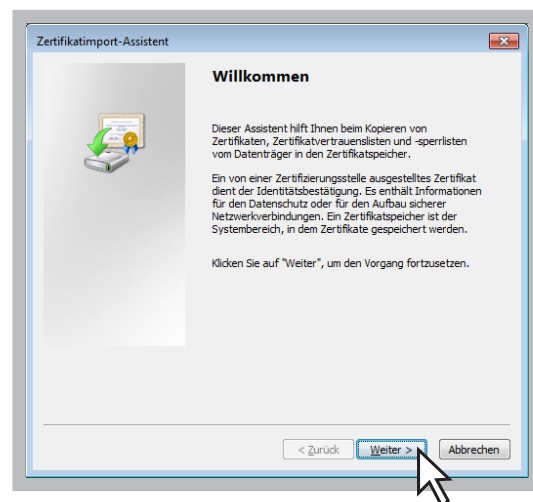 Zertifikatimport-Assistent
Willkommen
Dieser Assistent hilft Ihnen beim Kopieren von
Zertifikaten, Zertifikatvertrauenslisten und -sperrlisten
vom Datenträger in den Zertifikatspeicher.
Ein von einer Zertifizierungsstelle ausgestelltes Zertifikat
dient der Identitätsbestätigung. Es enthält Informationen
für den Datenschutz oder für den Aufbau sicherer
Netzwerkverbindungen. Ein Zertifikatspeicher ist der
Systembereich, in dem Zertifikate gespeichert werden.
Klicken Sie auf "Weiter", um den Vorgang fortzusetzen.
< Zurück Weiter > Abbrechen